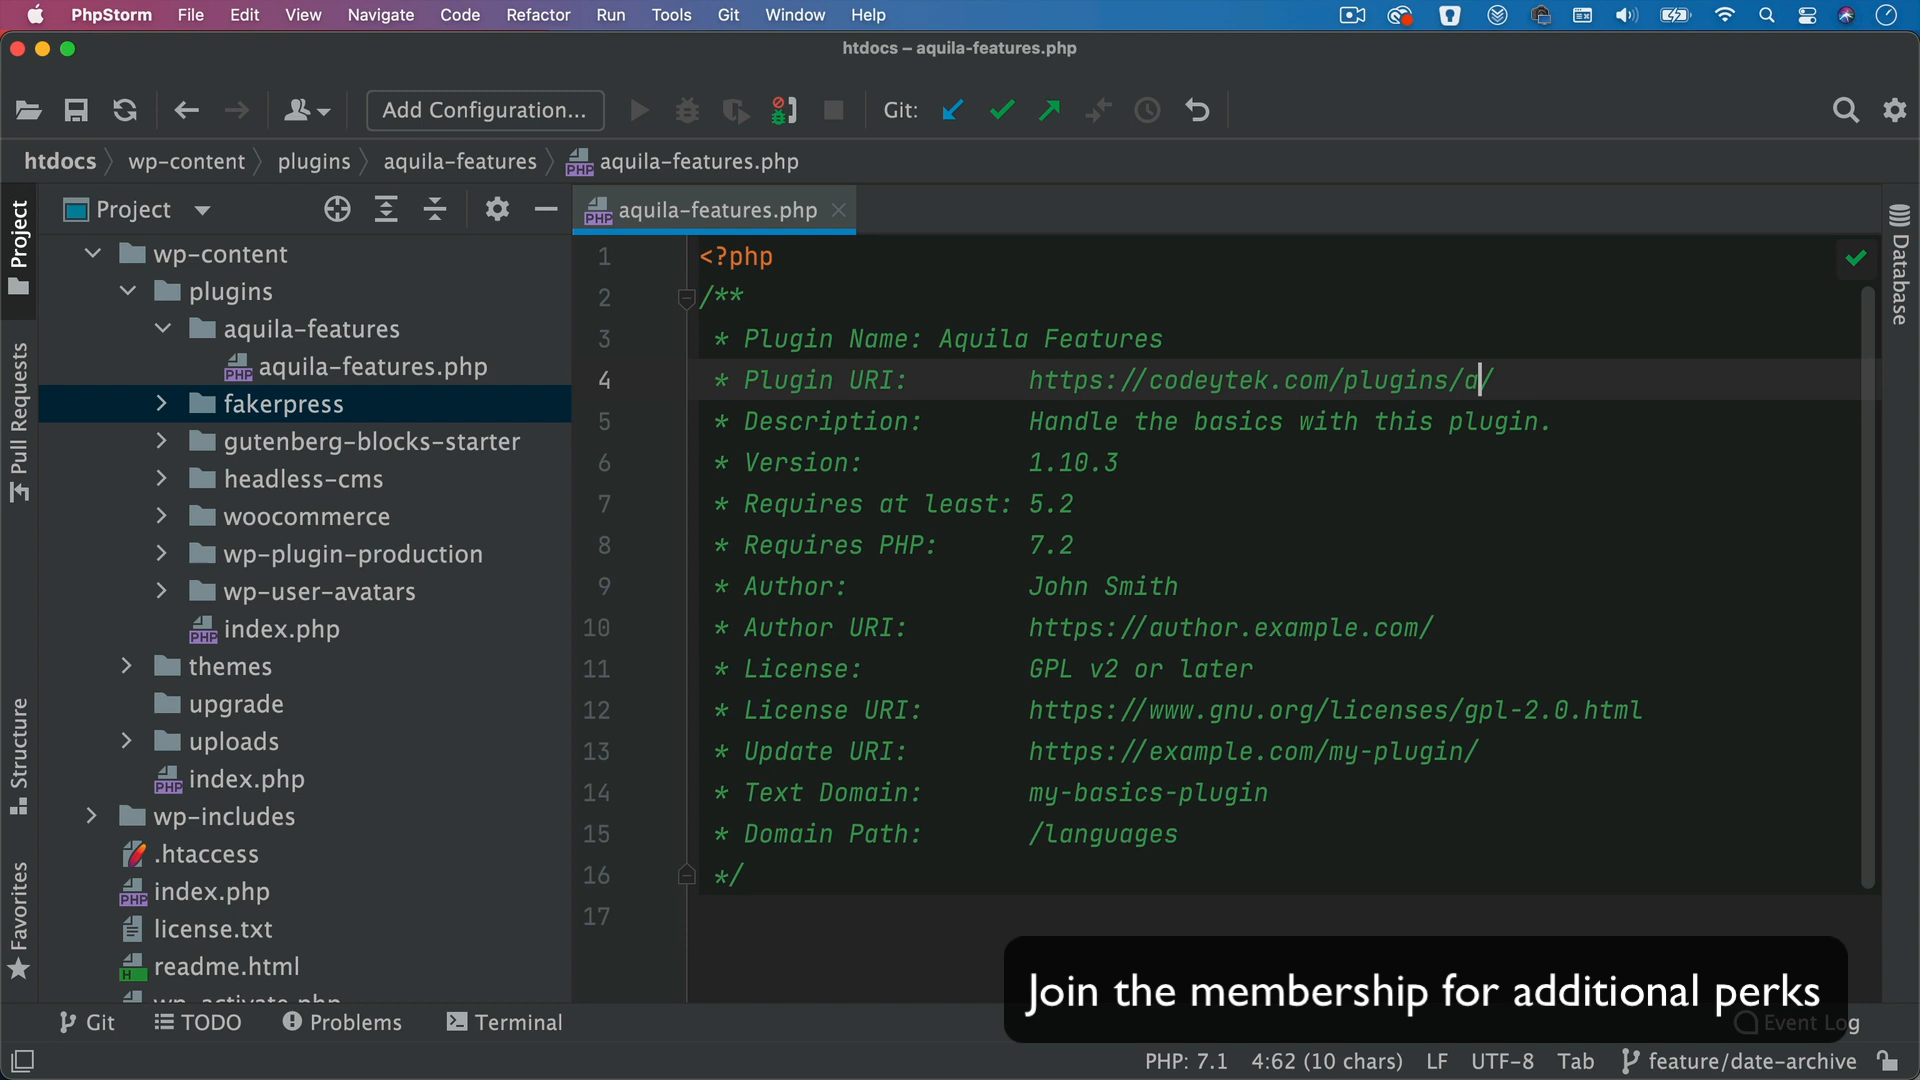 PhpStorm File Edit View Navigate Code Refactor Run Tools Git Window Help
htdocs – aquila-features.php
Add Configuration... Git:
htdocs wp-content plugins aquila-features aquila-features.php
Project
aquila-features.php
Project
Pull Requests
Structure
Favorites
Database
wp-content
plugins
aquila-features
aquila-features.php
fakerpress
gutenberg-blocks-starter
headless-cms
woocommerce
wp-plugin-production
wp-user-avatars
index.php
themes
upgrade
uploads
index.php
wp-includes
.htaccess
index.php
license.txt
readme.html
wp-activate.php
1 <?php
2 /**
3 * Plugin Name: Aquila Features
4 * Plugin URI: https://codeytek.com/plugins/a/
5 * Description: Handle the basics with this plugin.
6 * Version: 1.10.3
7 * Requires at least: 5.2
8 * Requires PHP: 7.2
9 * Author: John Smith
10 * Author URI: https://author.example.com/
11 * License: GPL v2 or later
12 * License URI: https://www.gnu.org/licenses/gpl-2.0.html
13 * Update URI: https://example.com/my-plugin/
14 * Text Domain: my-basics-plugin
15 * Domain Path: /languages
16 */
17
Join the membership for additional perks
Git TODO Problems Terminal Event Log
PHP: 7.1 4:62 (10 chars) LF UTF-8 Tab feature/date-archive